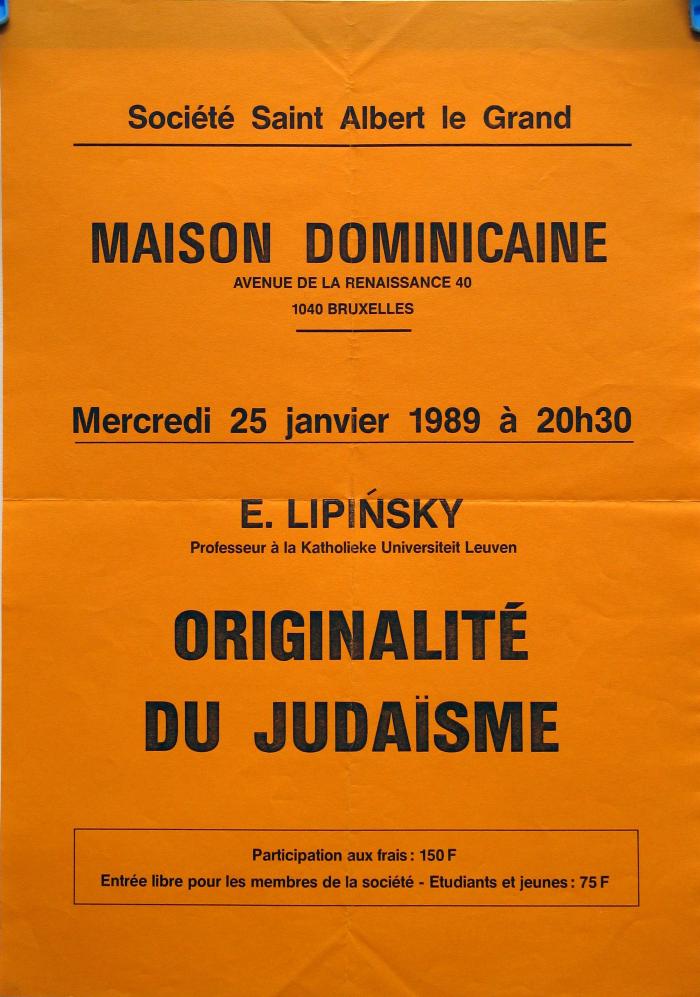 Société Saint Albert le Grand
MAISON DOMINICAINE
AVENUE DE LA RENAISSANCE 40
1040 BRUXELLES
Mercredi 25 janvier 1989 à 20h30
E. LIPIŃSKY
Professeur à la Katholieke Universiteit Leuven
ORIGINALITÉ
DU JUDAÏSME
Participation aux frais : 150 F
Entrée libre pour les membres de la société - Etudiants et jeunes : 75 F